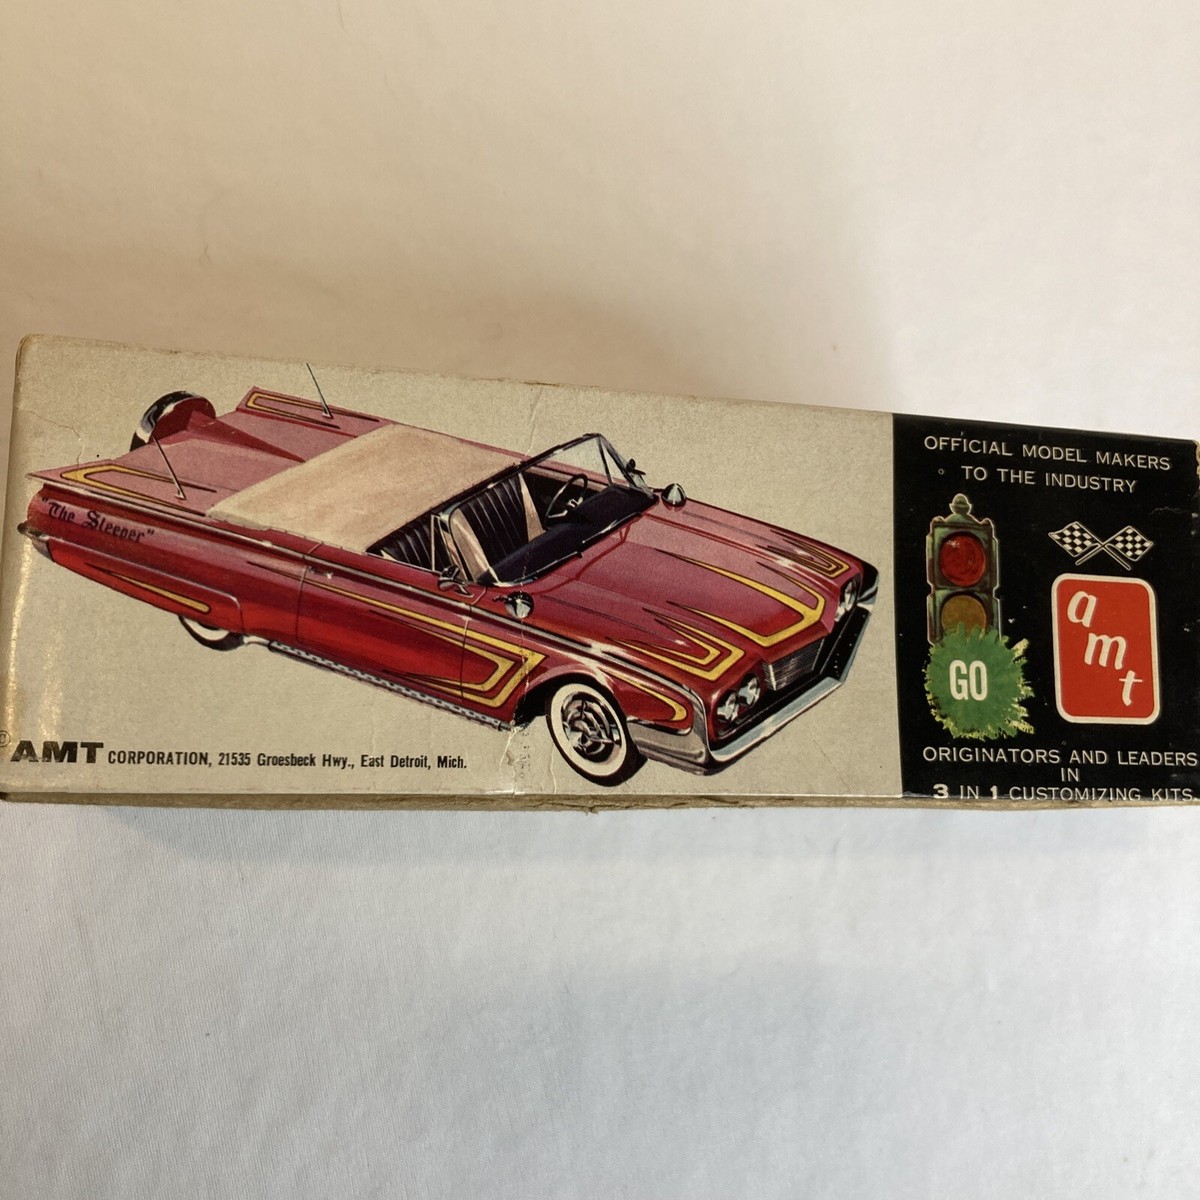 "The Sleeper"
AMT CORPORATION, 21535 Groesbeck Hwy., East Detroit, Mich.
OFFICIAL MODEL MAKERS
TO THE INDUSTRY
GO
amt
ORIGINATORS AND LEADERS
IN
3 IN 1 CUSTOMIZING KITS